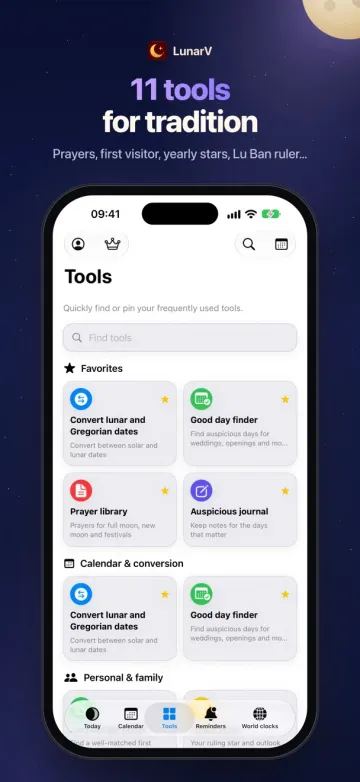 LunarV
11 tools
for tradition
Prayers, first visitor, yearly stars, Lu Ban ruler...
09:41
Tools
Quickly find or pin your frequently used tools.
Find tools
Favorites
Convert lunar and
Gregorian dates
Convert between solar and
lunar dates
Good day finder
Find auspicious days for
weddings, openings and mo...
Prayer library
Prayers for full moon, new
moon and festivals
Auspicious journal
Keep notes for the days
that matter
Calendar & conversion
Convert lunar and
Gregorian dates
Convert between solar and
lunar dates
Good day finder
Find auspicious days for
weddings, openings and mo...
Personal & family
Today
Calendar
Tools
Reminders
World clocks
a well-matched first
Your ruling star and outlook